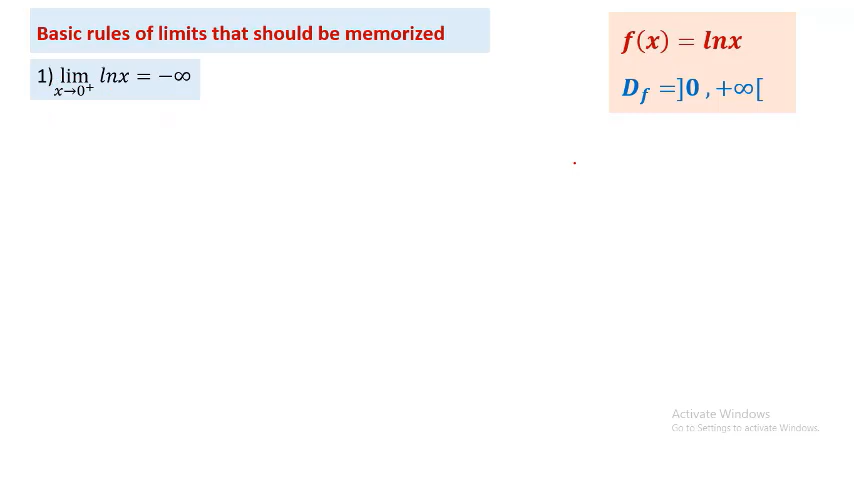 Basic rules of limits that should be memorized
f(x) = lnx
1) lim lnx = −∞
x→0⁺
D_f =]0 , +∞[
Activate Windows
Go to Settings to activate Windows.